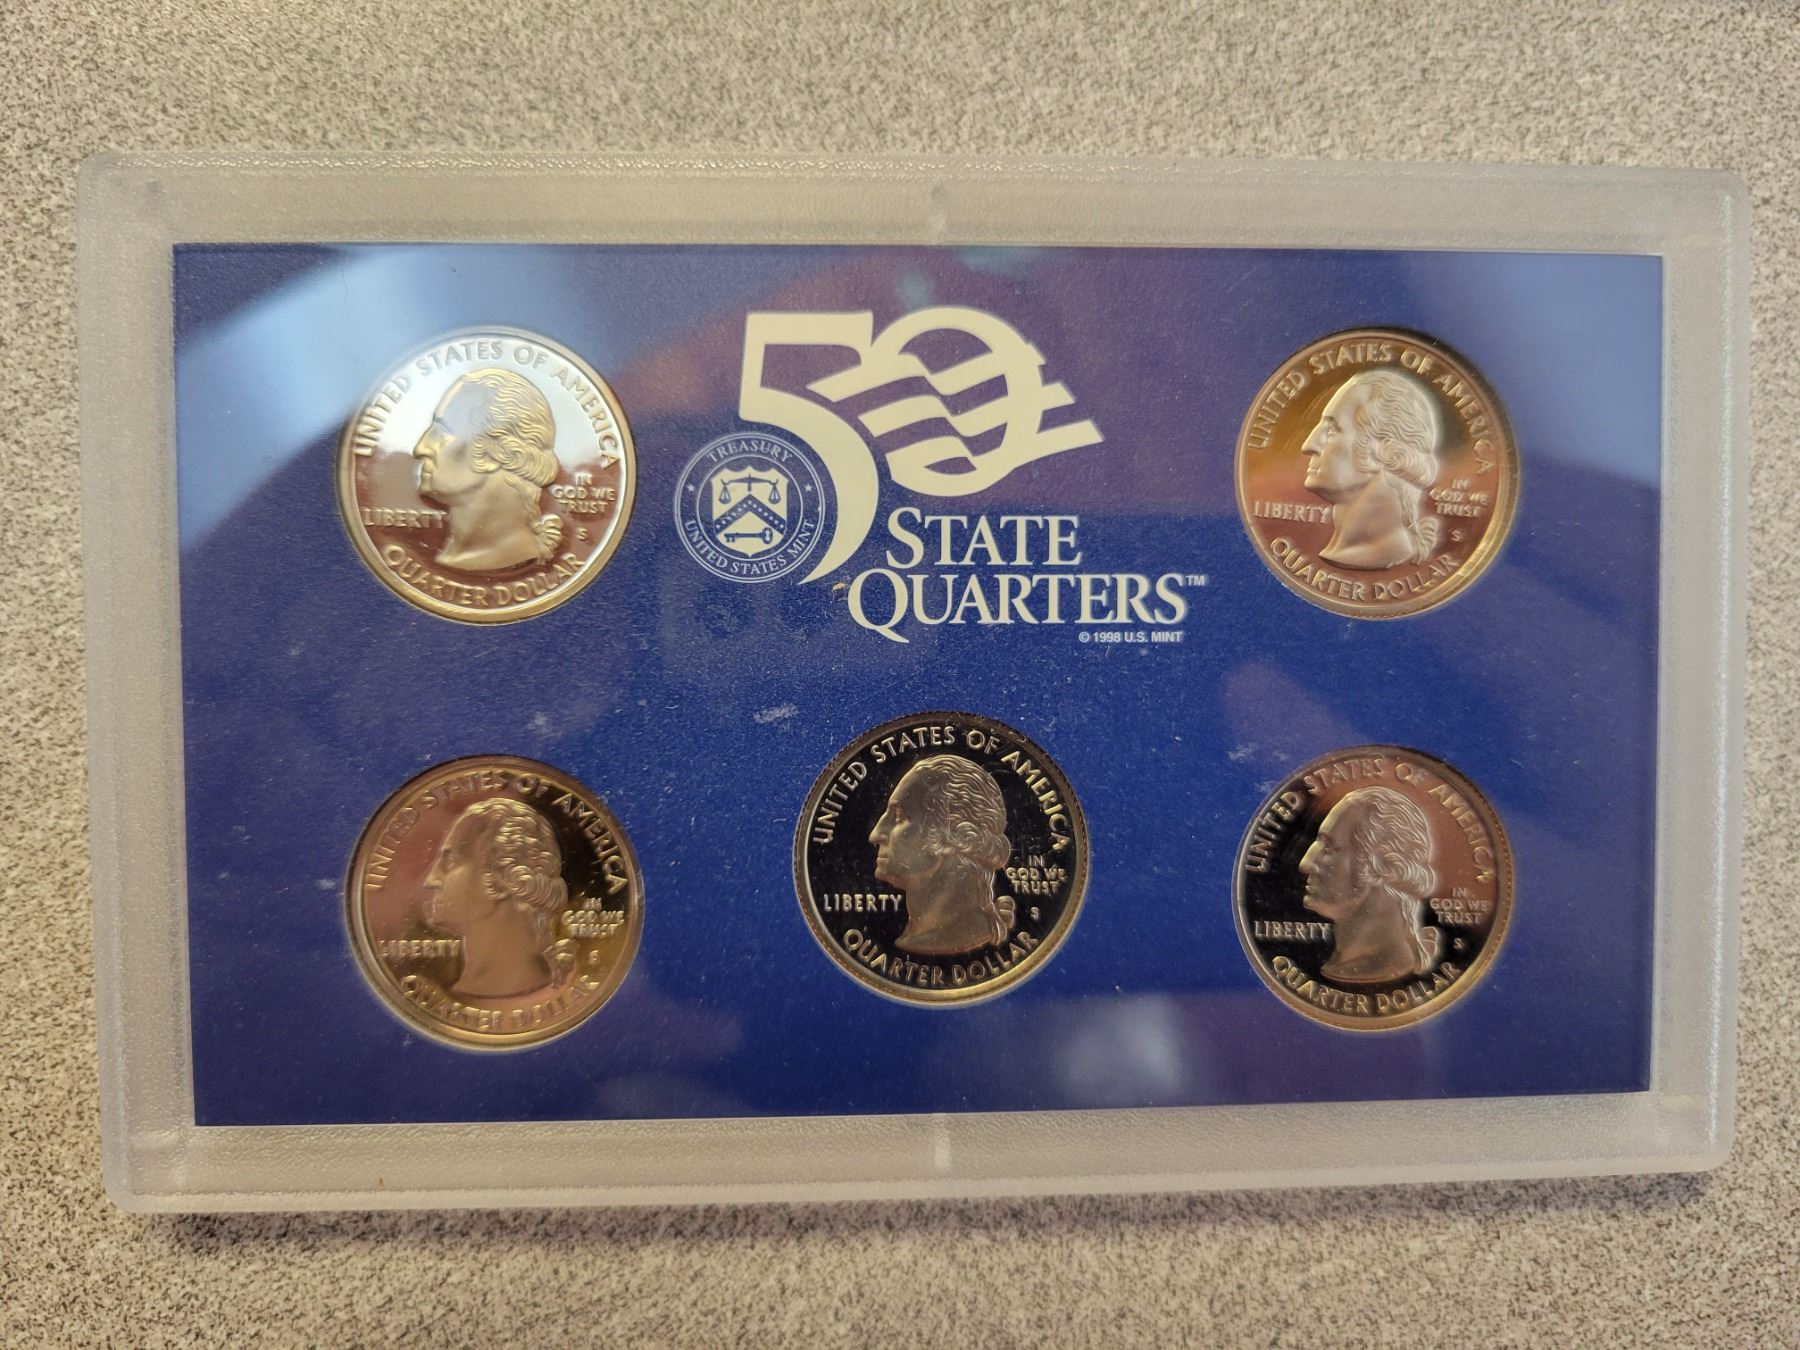 UNITED STATES OF AMERICA
LIBERTY
IN
GOD WE
TRUST
S
QUARTER DOLLAR
50
TREASURY
UNITED STATES MINT
STATE
QUARTERS™
© 1998 U.S. MINT
UNITED STATES OF AMERICA
LIBERTY
IN
GOD WE
TRUST
S
QUARTER DOLLAR
UNITED STATES OF AMERICA
LIBERTY
IN
GOD WE
TRUST
S
QUARTER DOLLAR
UNITED STATES OF AMERICA
LIBERTY
IN
GOD WE
TRUST
S
QUARTER DOLLAR
UNITED STATES OF AMERICA
LIBERTY
IN
GOD WE
TRUST
S
QUARTER DOLLAR